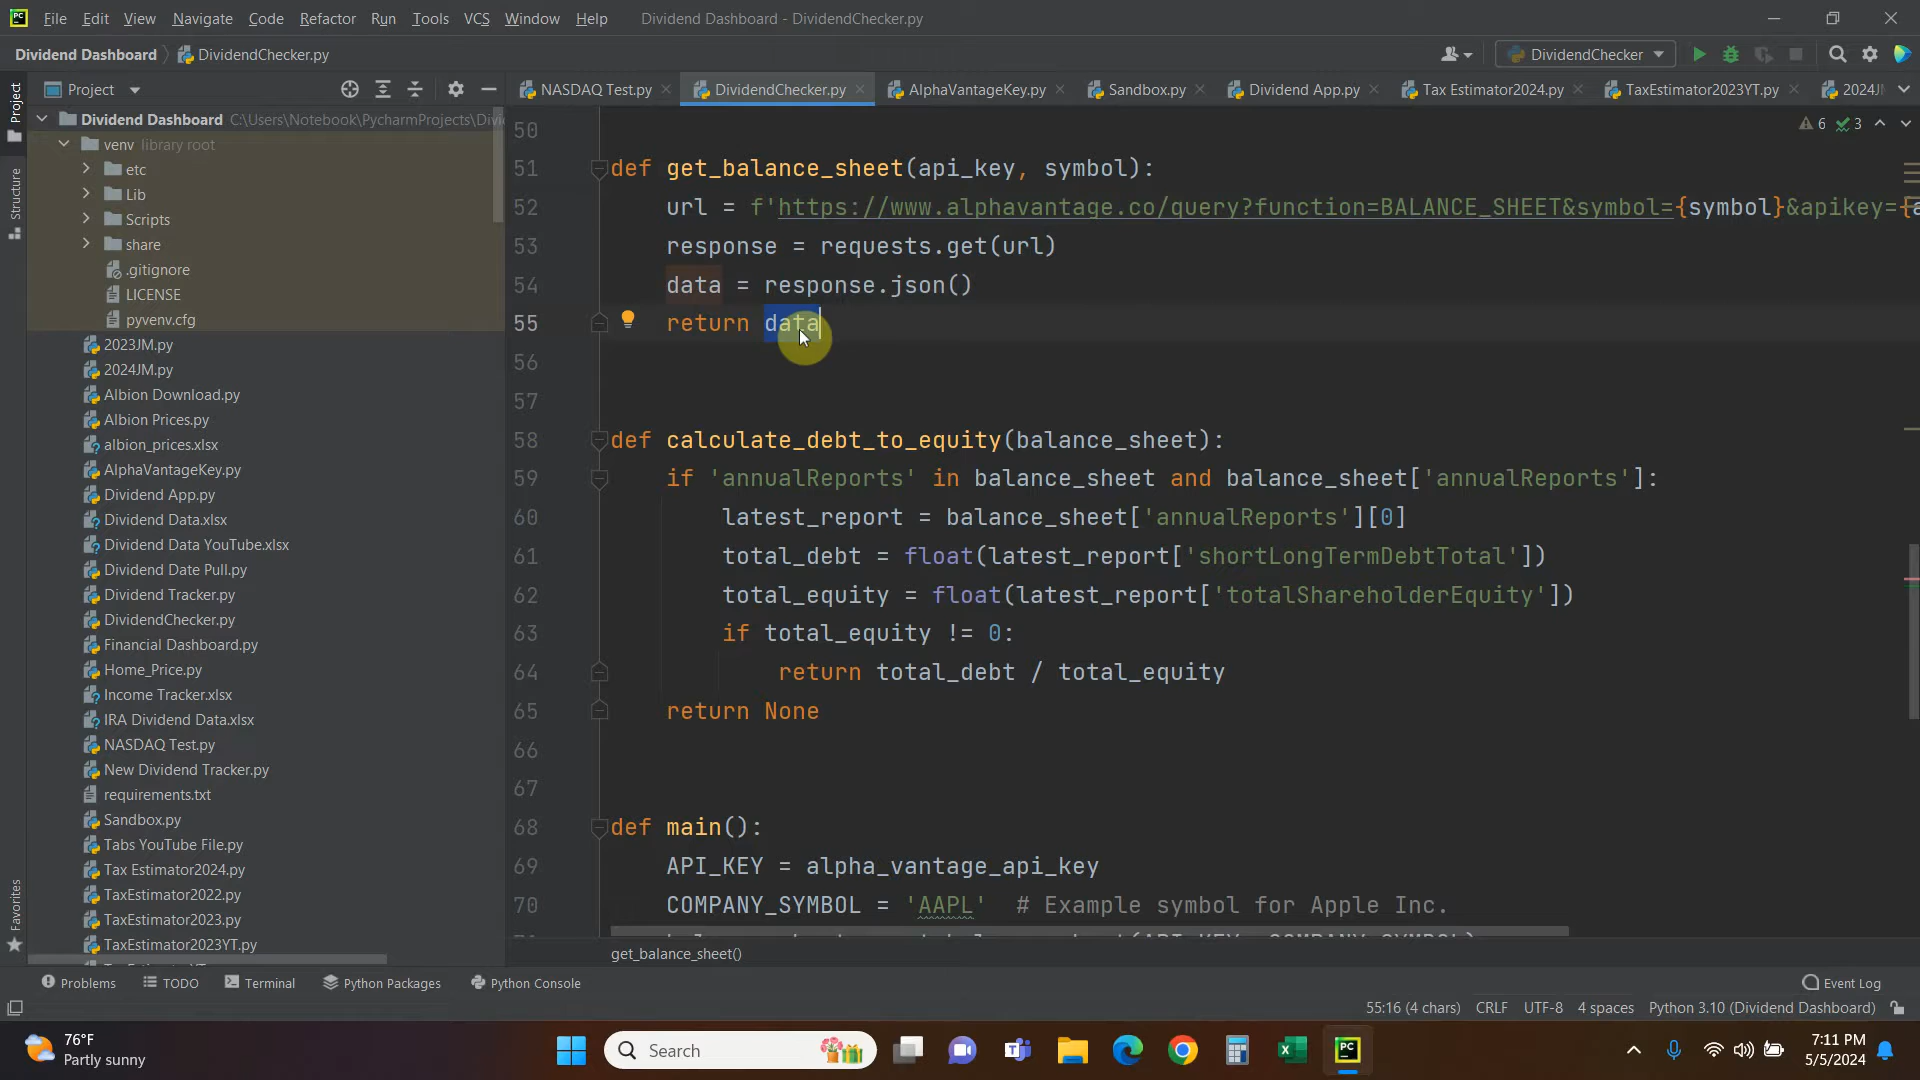 File Edit View Navigate Code Refactor Run Tools VCS Window Help Dividend Dashboard - DividendChecker.py
Dividend Dashboard DividendChecker.py DividendChecker
Project
Structure
Favorites
Project
Dividend Dashboard C:\Users\Notebook\PycharmProjects\Divi
venv library root
etc
Lib
Scripts
share
.gitignore
LICENSE
pyvenv.cfg
2023JM.py
2024JM.py
Albion Download.py
Albion Prices.py
albion_prices.xlsx
AlphaVantageKey.py
Dividend App.py
Dividend Data.xlsx
Dividend Data YouTube.xlsx
Dividend Date Pull.py
Dividend Tracker.py
DividendChecker.py
Financial Dashboard.py
Home_Price.py
Income Tracker.xlsx
IRA Dividend Data.xlsx
NASDAQ Test.py
New Dividend Tracker.py
requirements.txt
Sandbox.py
Tabs YouTube File.py
Tax Estimator2024.py
TaxEstimator2022.py
TaxEstimator2023.py
TaxEstimator2023YT.py
NASDAQ Test.py DividendChecker.py AlphaVantageKey.py Sandbox.py Dividend App.py Tax Estimator2024.py TaxEstimator2023YT.py 2024J
6 3
50
51 def get_balance_sheet(api_key, symbol):
52 url = f'https://www.alphavantage.co/query?function=BALANCE_SHEET&symbol={symbol}&apikey={a
53 response = requests.get(url)
54 data = response.json()
55 return data
56
57
58 def calculate_debt_to_equity(balance_sheet):
59 if 'annualReports' in balance_sheet and balance_sheet['annualReports']:
60 latest_report = balance_sheet['annualReports'][0]
61 total_debt = float(latest_report['shortLongTermDebtTotal'])
62 total_equity = float(latest_report['totalShareholderEquity'])
63 if total_equity != 0:
64 return total_debt / total_equity
65 return None
66
67
68 def main():
69 API_KEY = alpha_vantage_api_key
70 COMPANY_SYMBOL = 'AAPL' # Example symbol for Apple Inc.
get_balance_sheet()
Problems TODO Terminal Python Packages Python Console Event Log
55:16 (4 chars) CRLF UTF-8 4 spaces Python 3.10 (Dividend Dashboard)
76°F
Partly sunny
Search
PC
7:11 PM
5/5/2024